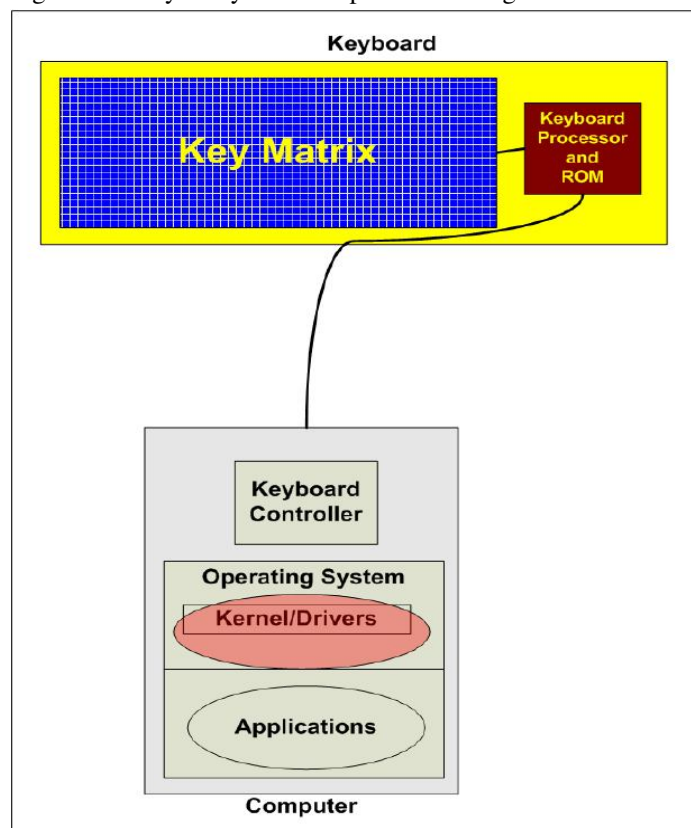 Keyboard
Key Matrix
Keyboard
Processor
and
ROM
Keyboard
Controller
Operating System
Kernel/Drivers
Applications
Computer